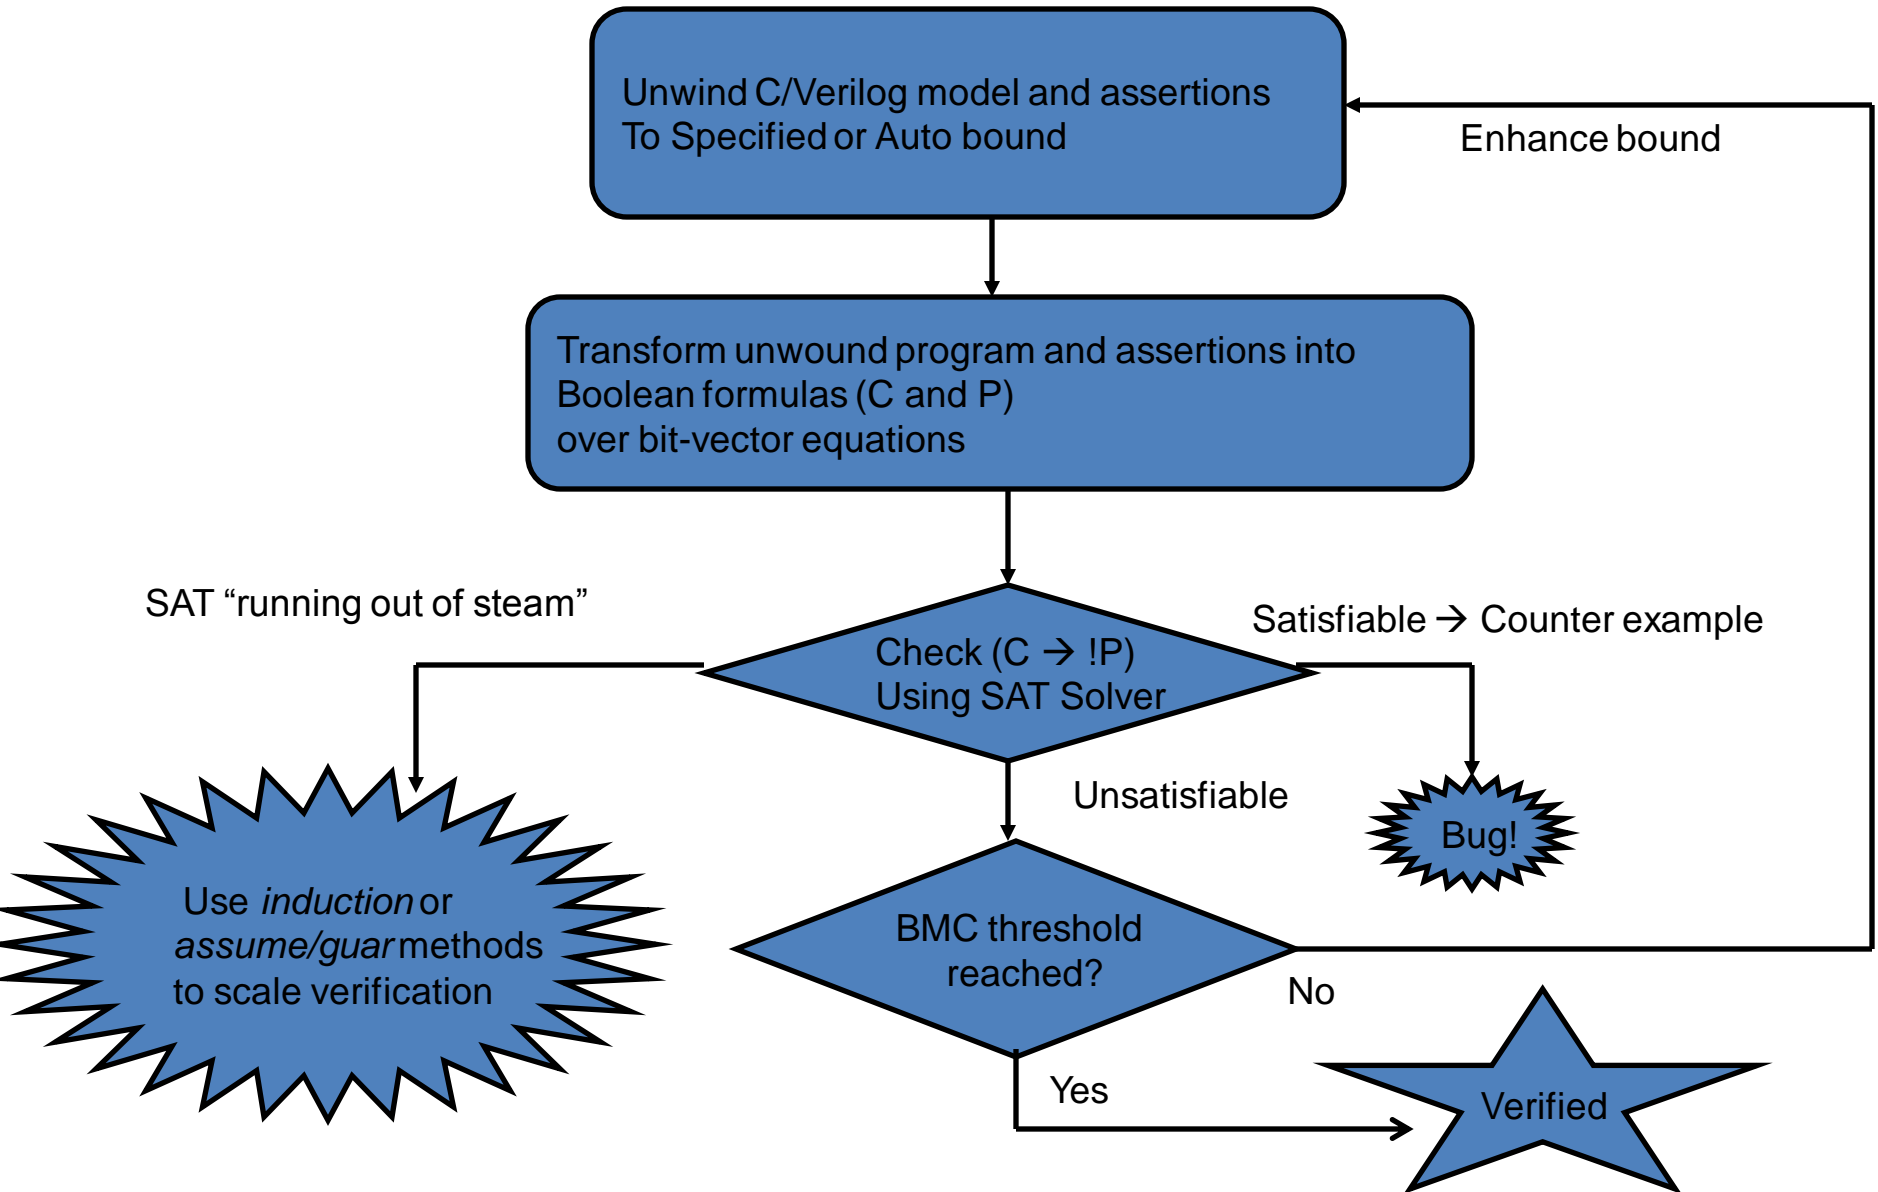 Unwind C/Verilog model and assertions
To Specified or Auto bound
Enhance bound
Transform unwound program and assertions into
Boolean formulas (C and P)
over bit-vector equations
SAT “running out of steam”
Satisfiable → Counter example
Check (C → !P)
Using SAT Solver
Unsatisfiable
Bug!
Use induction or
assume/guar methods
to scale verification
BMC threshold
reached?
No
Yes
Verified